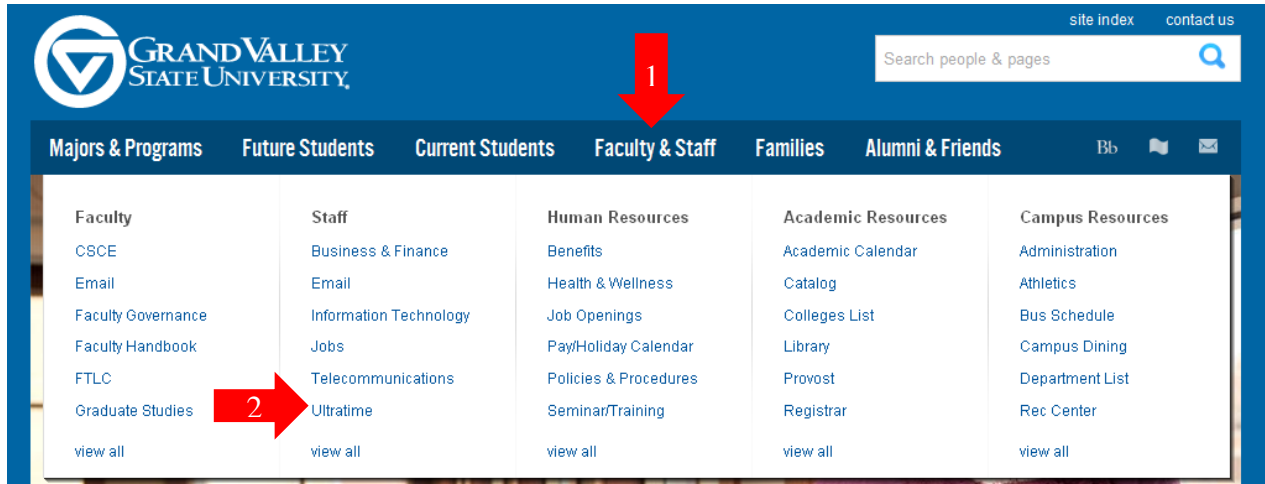 site index contact us
GRAND VALLEY
STATE UNIVERSITY.
Search people & pages
1
Majors & Programs Future Students Current Students Faculty & Staff Families Alumni & Friends Bb
Faculty Staff Human Resources Academic Resources Campus Resources
CSCE Business & Finance Benefits Academic Calendar Administration
Email Email Health & Wellness Catalog Athletics
Faculty Governance Information Technology Job Openings Colleges List Bus Schedule
Faculty Handbook Jobs Pay/Holiday Calendar Library Campus Dining
FTLC Telecommunications Policies & Procedures Provost Department List
Graduate Studies 2 Ultratime Seminar/Training Registrar Rec Center
view all view all view all view all view all